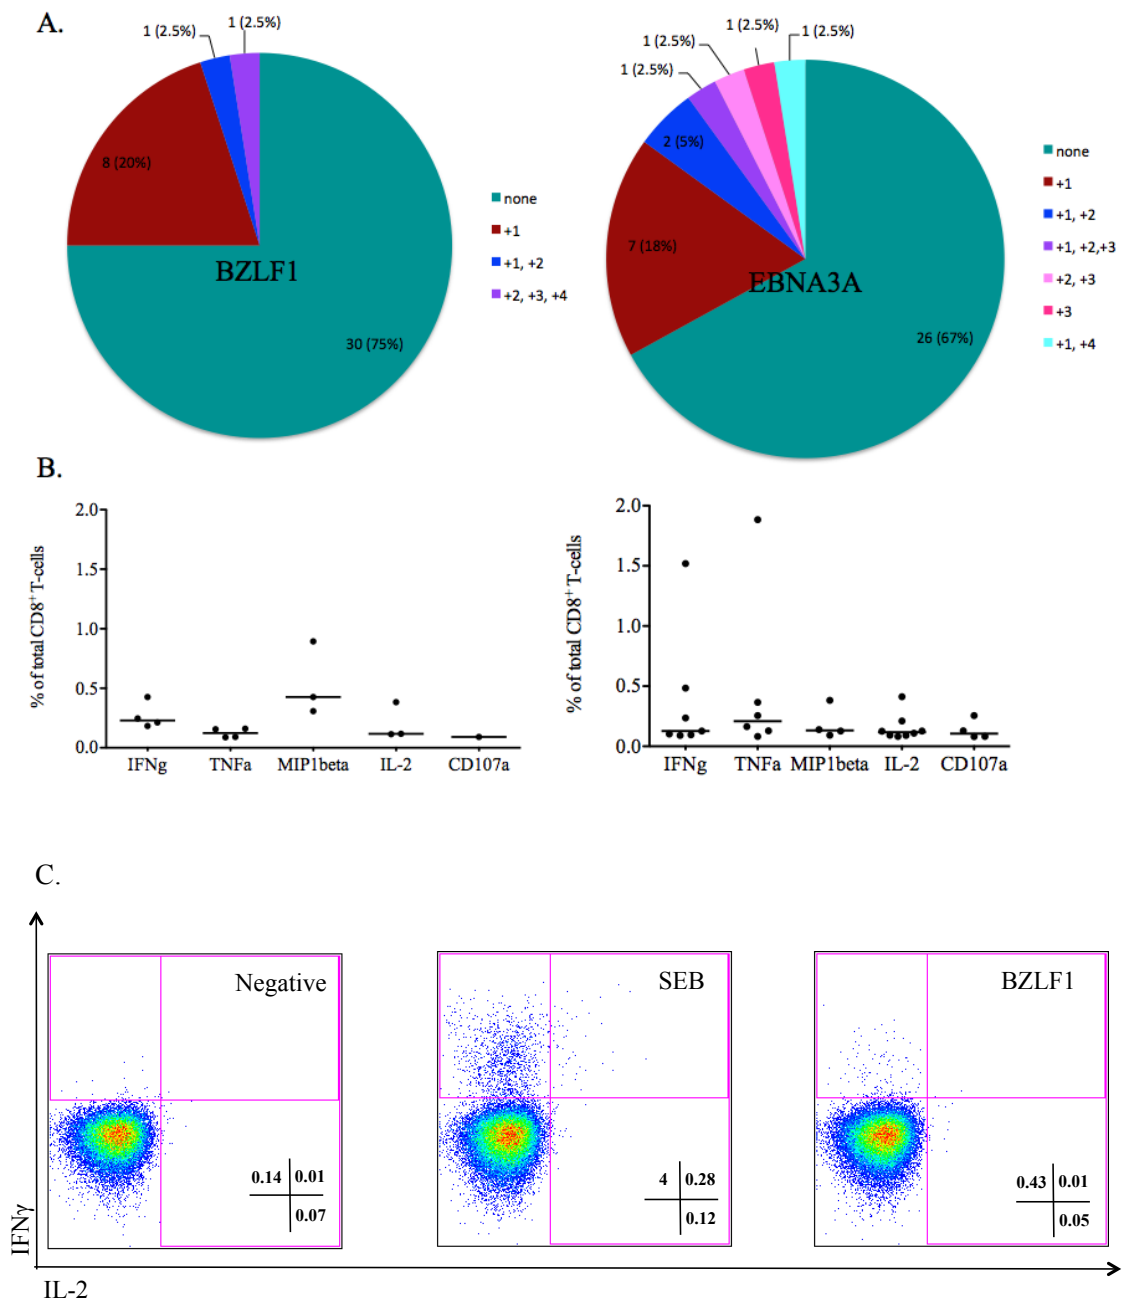 A.
1 (2.5%)
1 (2.5%)
8 (20%)
BZLF1
30 (75%)
none
+1
+1, +2
+2, +3, +4
1 (2.5%)
1 (2.5%)
1 (2.5%)
1 (2.5%)
2 (5%)
7 (18%)
EBNA3A
26 (67%)
none
+1
+1, +2
+1, +2,+3
+2, +3
+3
+1, +4
B.
% of total CD8+ T-cells
2.0
1.5
1.0
0.5
0.0
IFNg TNFa MIP1beta IL-2 CD107a
% of total CD8+ T-cells
2.0
1.5
1.0
0.5
0.0
IFNg TNFa MIP1beta IL-2 CD107a
C.
IFNγ
Negative
0.14 0.01
0.07
SEB
4 0.28
0.12
BZLF1
0.43 0.01
0.05
IL-2